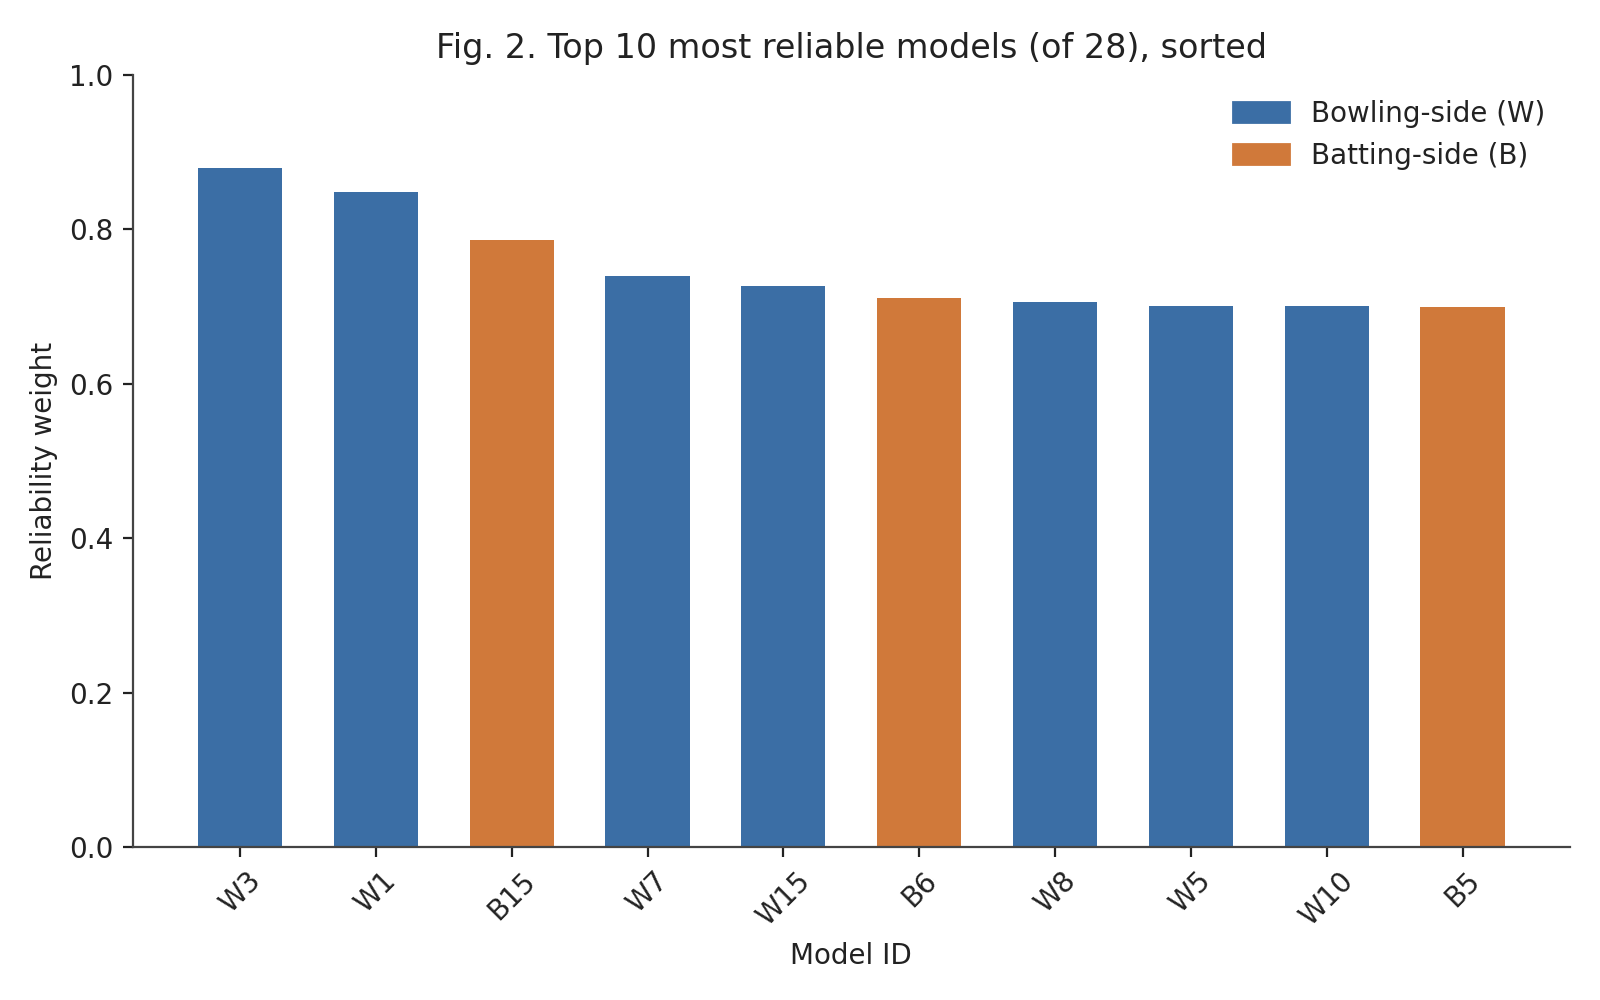 Fig. 2. Top 10 most reliable models (of 28), sorted
Bowling-side (W)
Batting-side (B)
Reliability weight
1.0
0.8
0.6
0.4
0.2
0.0
W3
W1
B15
W7
W15
B6
W8
W5
W10
B5
Model ID